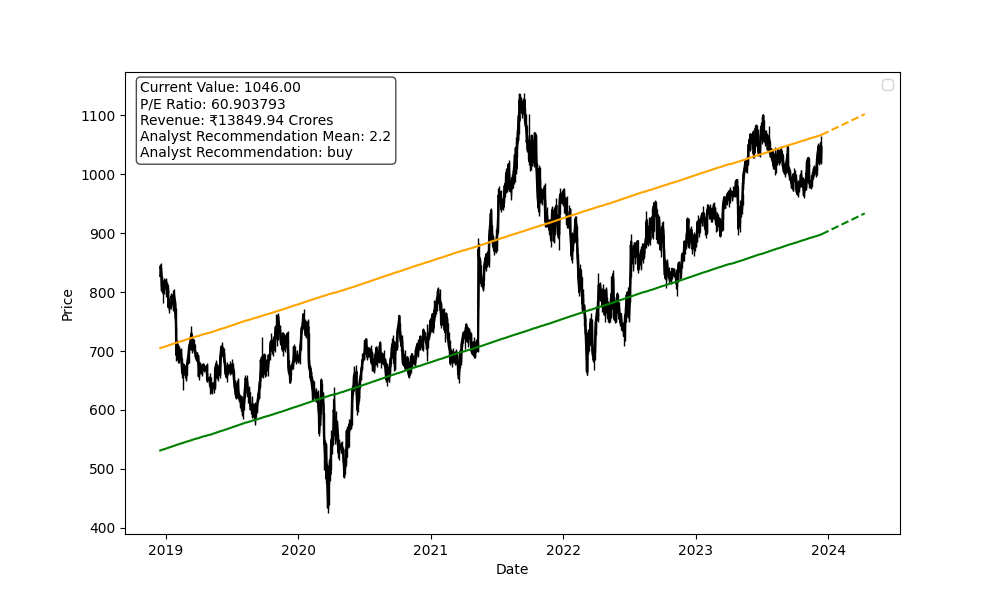 Current Value: 1046.00
P/E Ratio: 60.903793
Revenue: ₹13849.94 Crores
Analyst Recommendation Mean: 2.2
Analyst Recommendation: buy
1100
1000
900
800
700
600
500
400
Price
2019 2020 2021 2022 2023 2024
Date